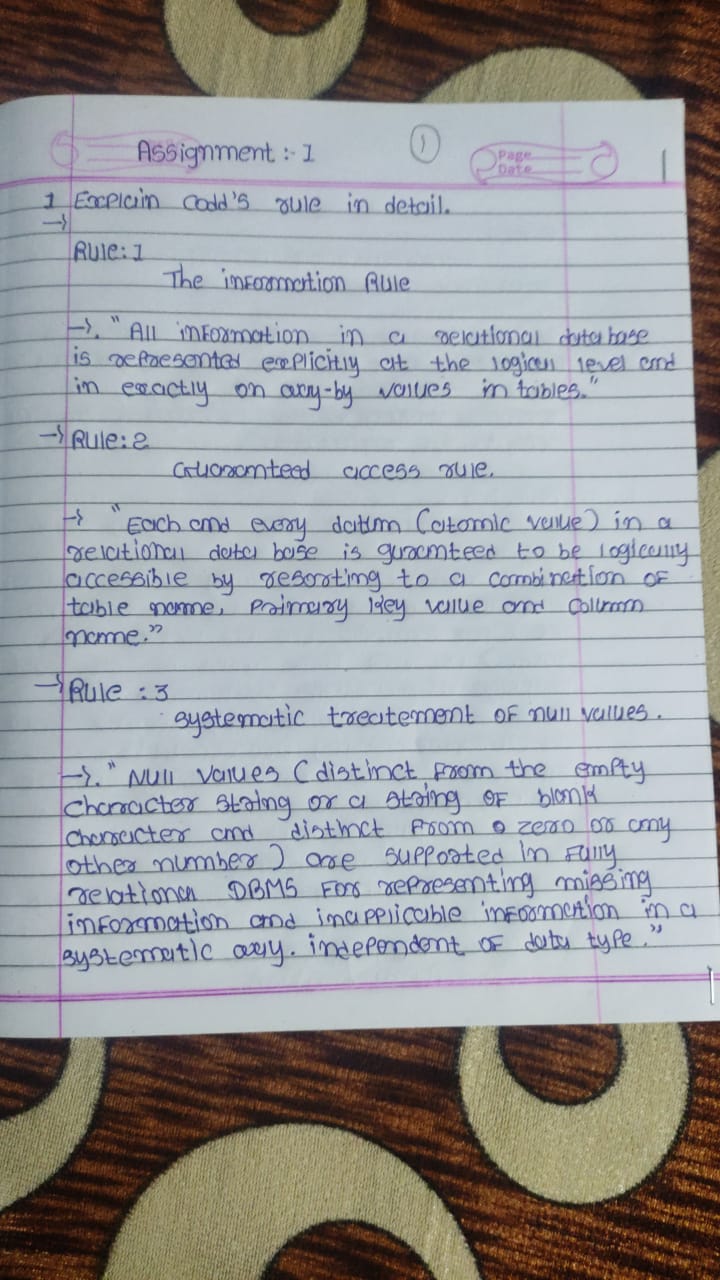 Assignment :- 1
1
Page
Date
1 Explain Codd's rule in detail.
→
Rule: 1
The information Rule
→. "All information in a relational database
is represented explicitly at the logical level and
in exactly on way-by values in tables."
→ Rule: 2
Guaranteed access rule.
→ "Each and every datum (atomic value) in a
relational data base is guranteed to be logically
accessible by resorting to a combination of
table name, primary key value and collumn
name."
→ Rule : 3
systematic treatement of null values.
→. "Null values (distinct from the empty
character string or a string of blank
character and distinct from a zero or any
other number) are supported in fully
relational DBMS for representing missing
information and inapplicable information in a
systematic way. independent of data type."